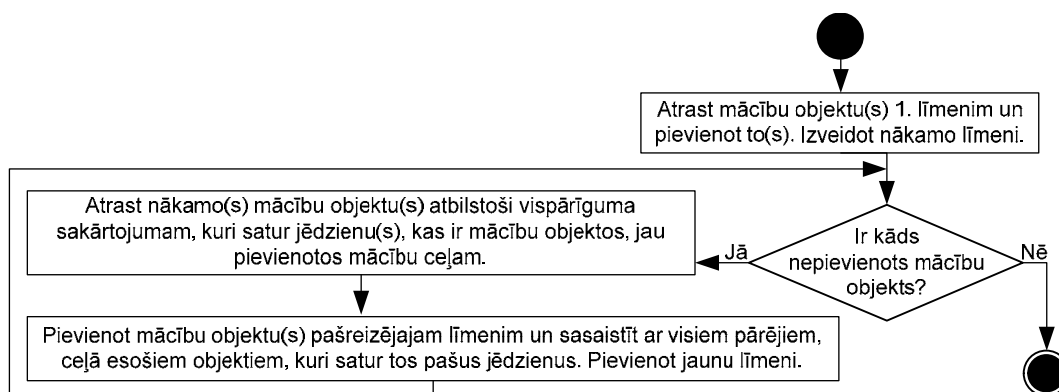 Atrast mācību objektu(s) 1. līmenim un
pievienot to(s). Izveidot nākamo līmeni.
Atrast nākamo(s) mācību objektu(s) atbilstoši vispārīguma
sakārtojumam, kuri satur jēdzienu(s), kas ir mācību objektos, jau
pievienotos mācību ceļam.
Jā
Ir kāds
nepievienots mācību
objekts?
Nē
Pievienot mācību objektu(s) pašreizējajam līmenim un sasaistīt ar visiem pārējiem,
ceļā esošiem objektiem, kuri satur tos pašus jēdzienus. Pievienot jaunu līmeni.